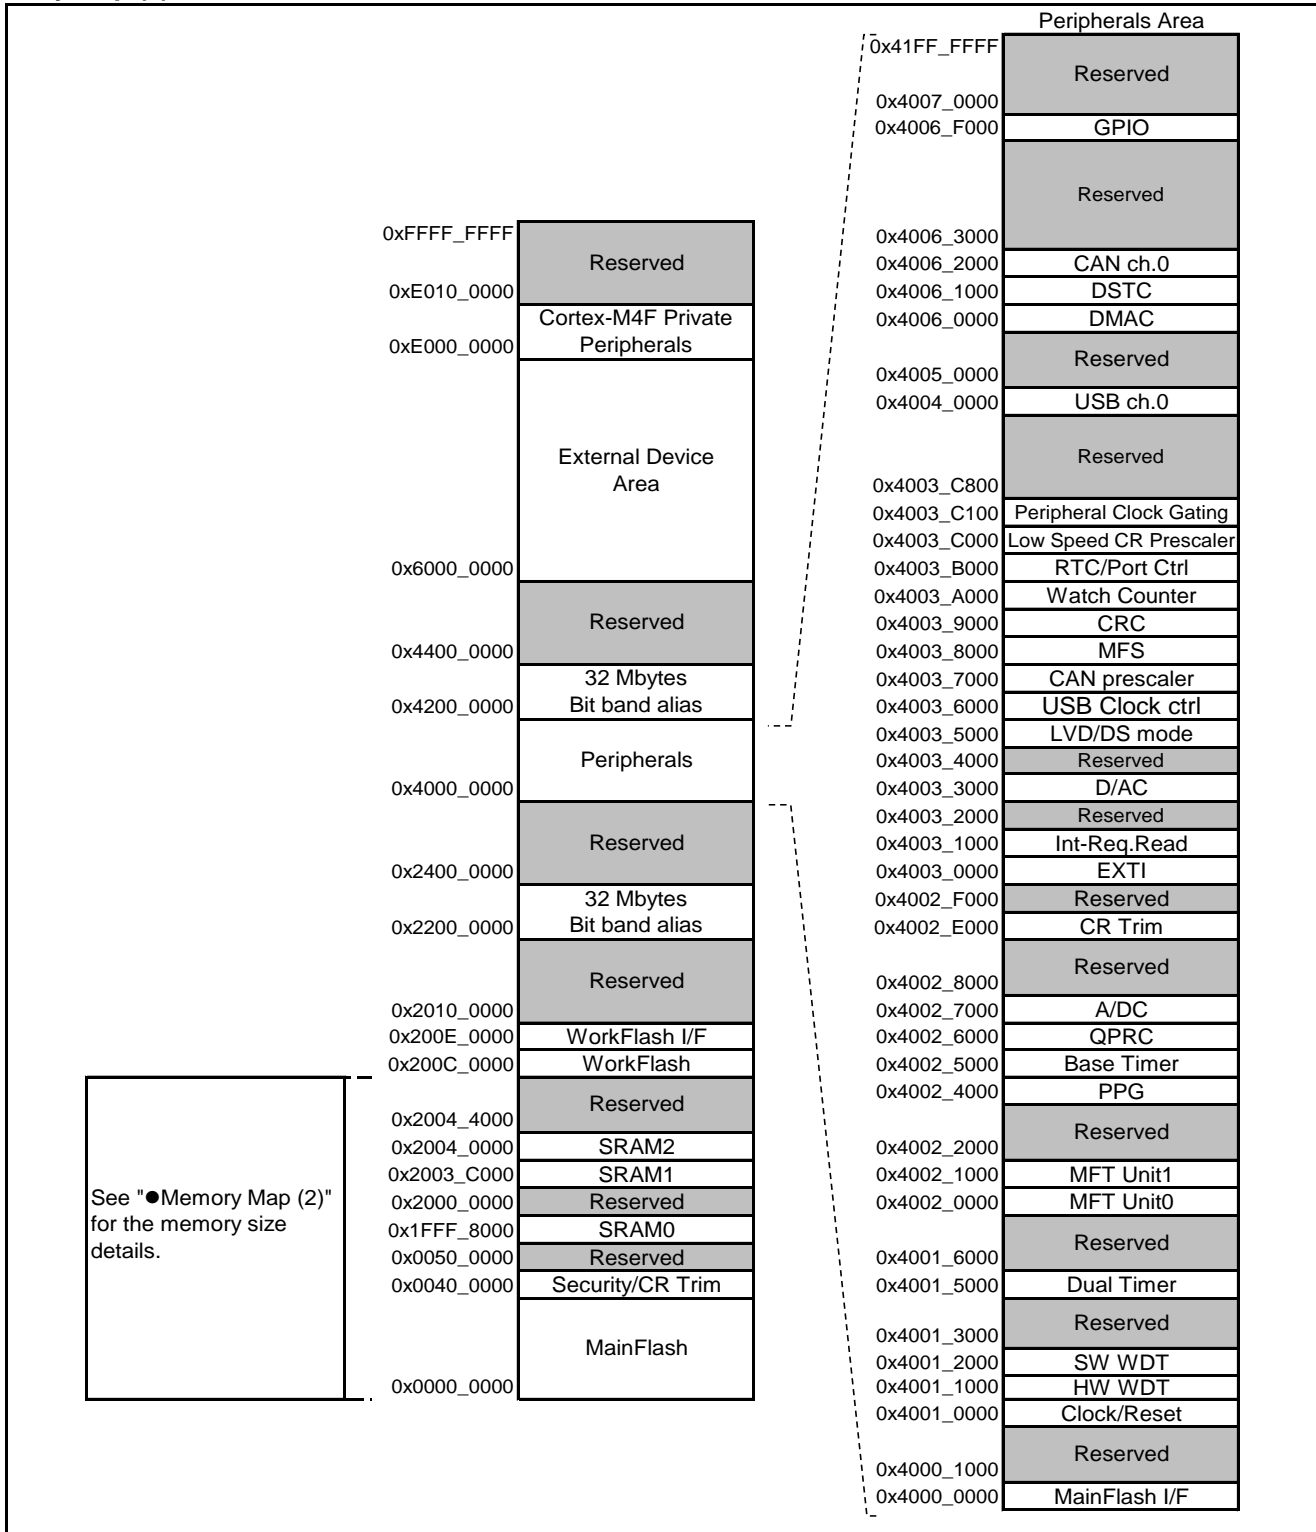 0xFFFF_FFFF
Reserved
0xE010_0000
Cortex-M4F Private
Peripherals
0xE000_0000
External Device
Area
0x6000_0000
Reserved
0x4400_0000
32 Mbytes
Bit band alias
0x4200_0000
Peripherals
0x4000_0000
Reserved
0x2400_0000
32 Mbytes
Bit band alias
0x2200_0000
Reserved
0x2010_0000
0x200E_0000 WorkFlash I/F
0x200C_0000 WorkFlash
Reserved
0x2004_4000
0x2004_0000 SRAM2
0x2003_C000 SRAM1
0x2000_0000 Reserved
0x1FFF_8000 SRAM0
0x0050_0000 Reserved
0x0040_0000 Security/CR Trim
MainFlash
0x0000_0000
See "●Memory Map (2)"
for the memory size
details.
Peripherals Area
0x41FF_FFFF
Reserved
0x4007_0000
0x4006_F000 GPIO
Reserved
0x4006_3000
0x4006_2000 CAN ch.0
0x4006_1000 DSTC
0x4006_0000 DMAC
Reserved
0x4005_0000
0x4004_0000 USB ch.0
Reserved
0x4003_C800
0x4003_C100 Peripheral Clock Gating
0x4003_C000 Low Speed CR Prescaler
0x4003_B000 RTC/Port Ctrl
0x4003_A000 Watch Counter
0x4003_9000 CRC
0x4003_8000 MFS
0x4003_7000 CAN prescaler
0x4003_6000 USB Clock ctrl
0x4003_5000 LVD/DS mode
0x4003_4000 Reserved
0x4003_3000 D/AC
0x4003_2000 Reserved
0x4003_1000 Int-Req.Read
0x4003_0000 EXTI
0x4002_F000 Reserved
0x4002_E000 CR Trim
Reserved
0x4002_8000
0x4002_7000 A/DC
0x4002_6000 QPRC
0x4002_5000 Base Timer
0x4002_4000 PPG
Reserved
0x4002_2000
0x4002_1000 MFT Unit1
0x4002_0000 MFT Unit0
Reserved
0x4001_6000
0x4001_5000 Dual Timer
Reserved
0x4001_3000
0x4001_2000 SW WDT
0x4001_1000 HW WDT
0x4001_0000 Clock/Reset
Reserved
0x4000_1000
0x4000_0000 MainFlash I/F